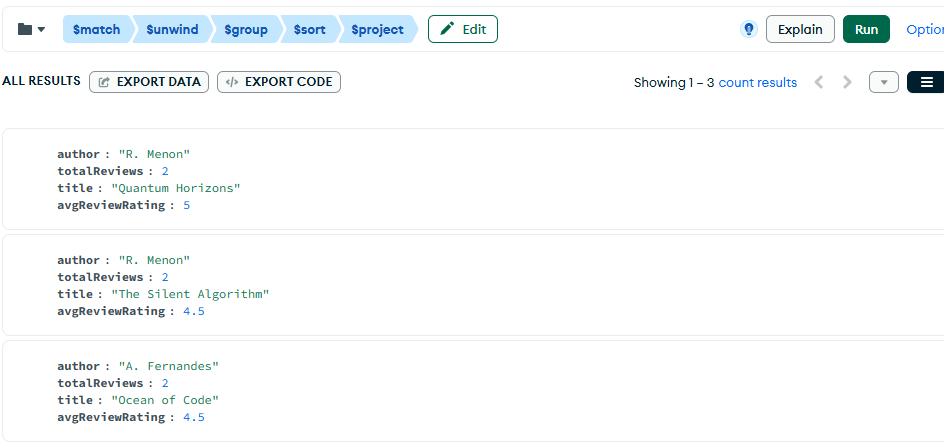 $match $unwind $group $sort $project Edit Explain Run Option
ALL RESULTS EXPORT DATA EXPORT CODE Showing 1 – 3 count results
author : "R. Menon"
totalReviews : 2
title : "Quantum Horizons"
avgReviewRating : 5
author : "R. Menon"
totalReviews : 2
title : "The Silent Algorithm"
avgReviewRating : 4.5
author : "A. Fernandes"
totalReviews : 2
title : "Ocean of Code"
avgReviewRating : 4.5